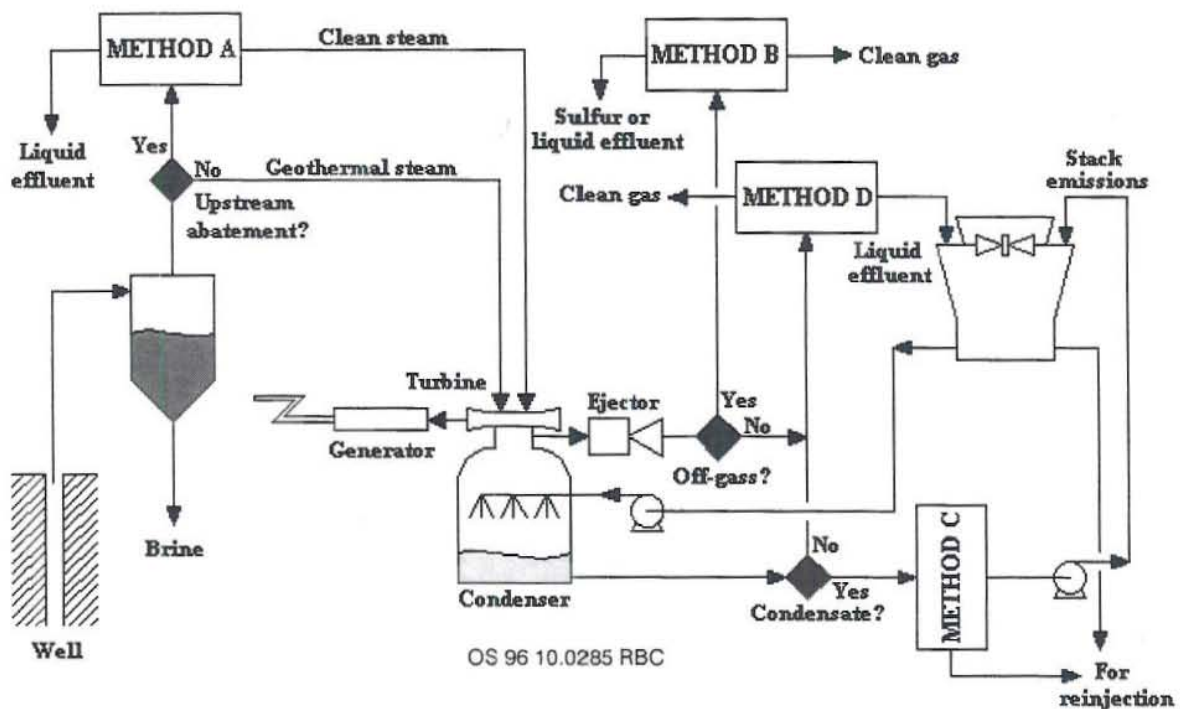 METHOD A
Clean steam
METHOD B
Clean gas
Sulfur or
liquid effluent
Liquid
effluent
Yes
No
Geothermal steam
Upstream
abatement?
Clean gas
METHOD D
Stack
emissions
Liquid
effluent
Turbine
Generator
Ejector
Yes
No
Off-gass?
Brine
No
Yes
Condensate?
METHOD C
Condenser
Well
OS 96 10.0285 RBC
For
reinjection